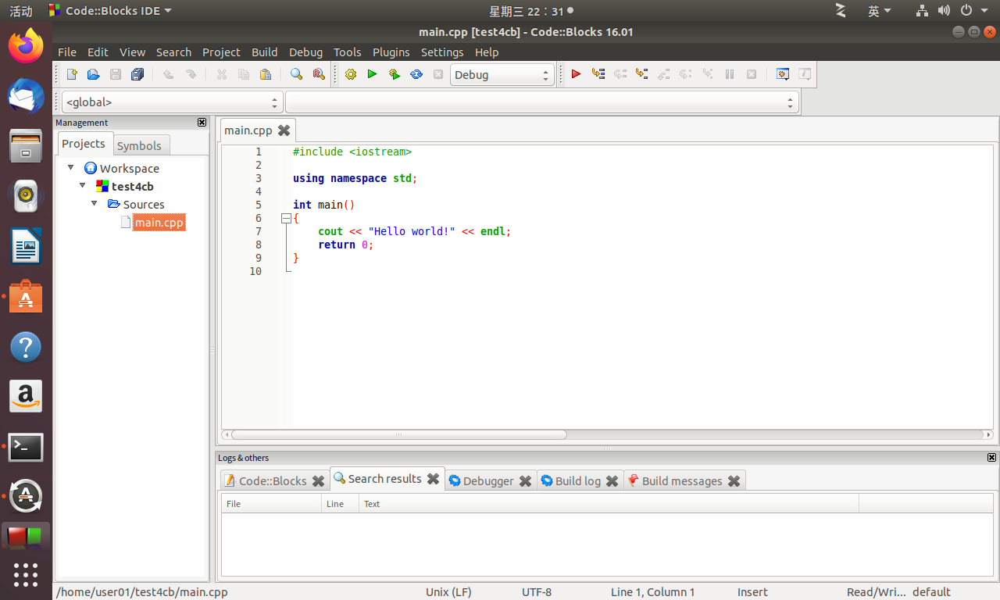 活动 Code::Blocks IDE 星期三 22：31 英
main.cpp [test4cb] - Code::Blocks 16.01
File Edit View Search Project Build Debug Tools Plugins Settings Help
Debug
<global>
Management
Projects Symbols
Workspace
test4cb
Sources
main.cpp
main.cpp
1 #include <iostream>
2
3 using namespace std;
4
5 int main()
6 {
7 cout << "Hello world!" << endl;
8 return 0;
9 }
10
Logs & others
Code::Blocks Search results Debugger Build log Build messages
File Line Text
/home/user01/test4cb/main.cpp Unix (LF) UTF-8 Line 1, Column 1 Insert Read/Wri... default